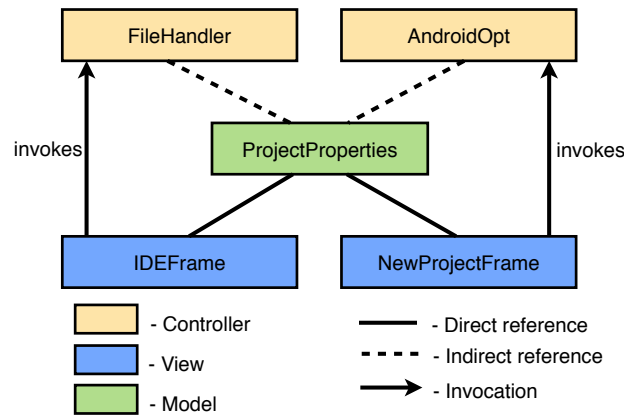 FileHandler
AndroidOpt
invokes
ProjectProperties
invokes
IDEFrame
NewProjectFrame
- Controller
- View
- Model
- Direct reference
- Indirect reference
- Invocation